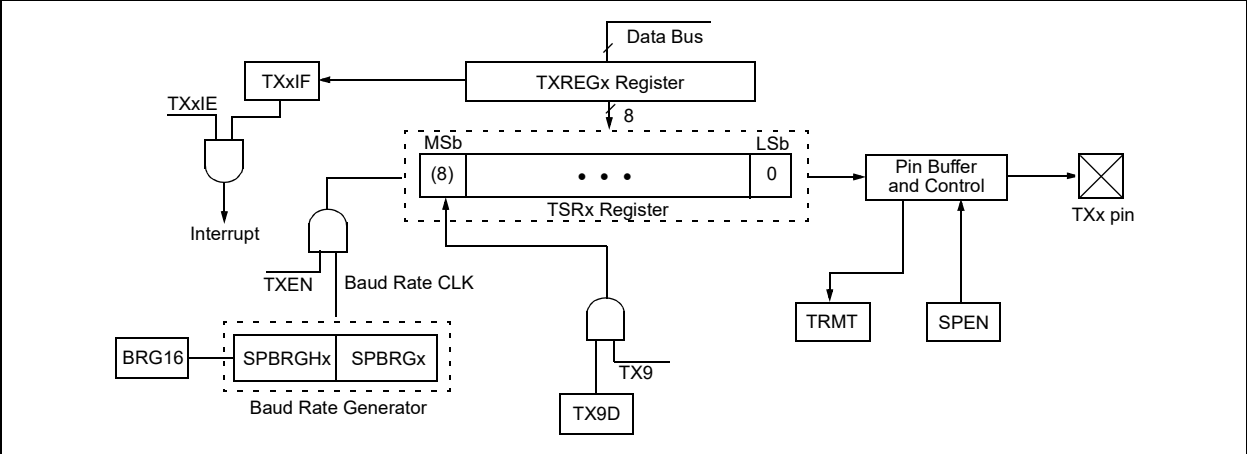 Data Bus
TXxIF
TXREGx Register
TXxIE
8
MSb
LSb
(8)
• • •
0
Pin Buffer
and Control
TSRx Register
TXx pin
Interrupt
TXEN
Baud Rate CLK
TRMT
SPEN
BRG16
SPBRGHx
SPBRGx
TX9
Baud Rate Generator
TX9D